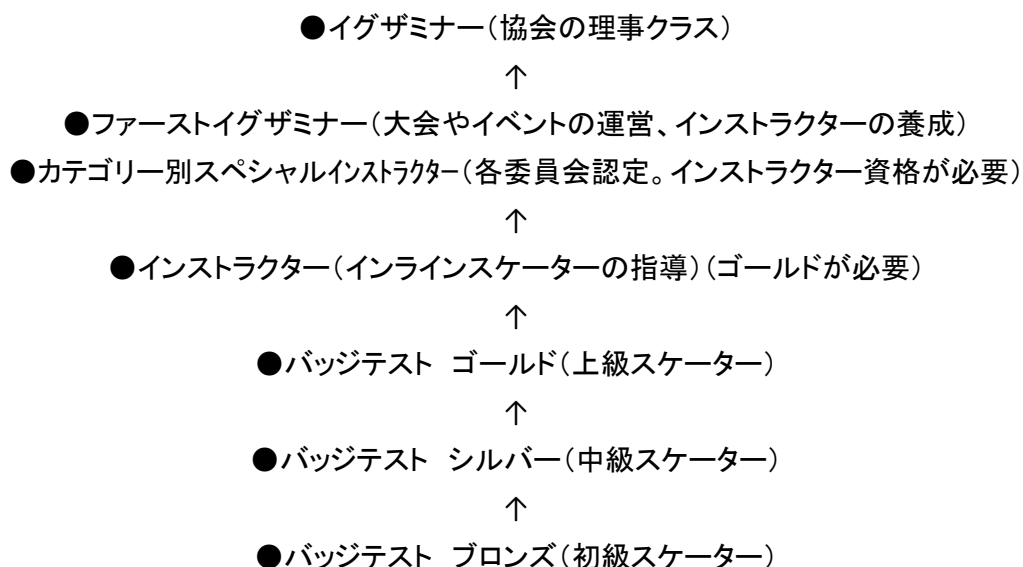 ●イグザミナー(協会の理事クラス)
↑
●ファーストイグザミナー(大会やイベントの運営、インストラクターの養成)
●カテゴリー別スペシャルインストラクター(各委員会認定。インストラクター資格が必要)
↑
●インストラクター(インラインスケーターの指導)(ゴールドが必要)
↑
●バッジテスト ゴールド(上級スケーター)
↑
●バッジテスト シルバー(中級スケーター)
↑
●バッジテスト ブロンズ(初級スケーター)